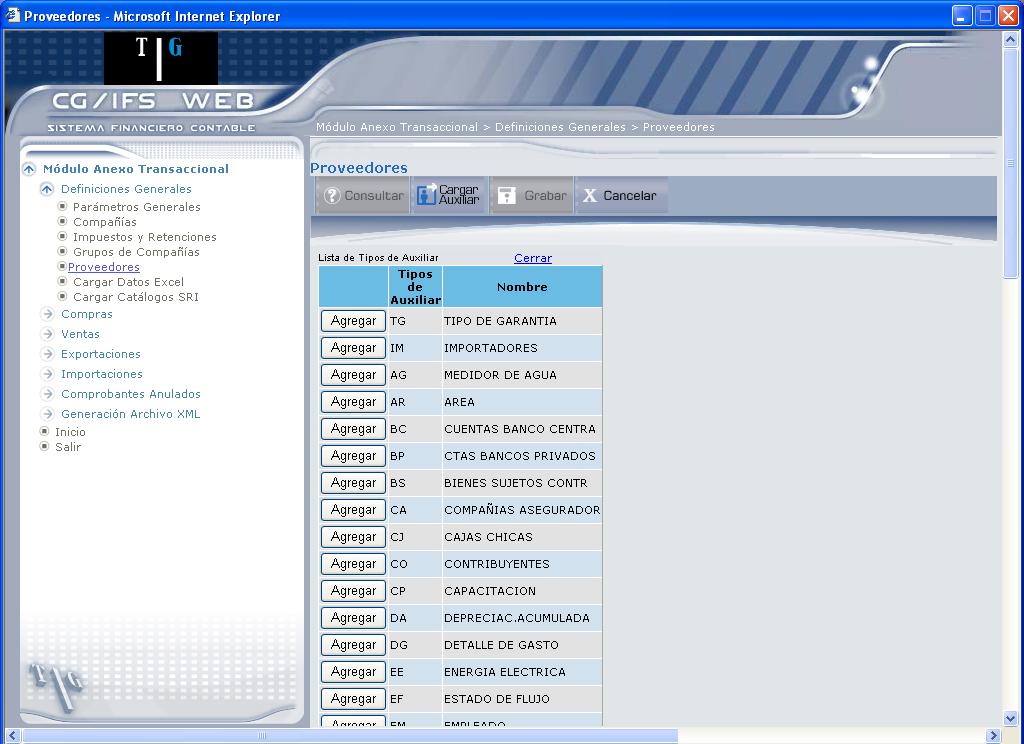 Proveedores - Microsoft Internet Explorer
T G
CG/IFS WEB
SISTEMA FINANCIERO CONTABLE
Módulo Anexo Transaccional > Definiciones Generales > Proveedores
Módulo Anexo Transaccional
Definiciones Generales
Parámetros Generales
Compañías
Impuestos y Retenciones
Grupos de Compañías
Proveedores
Cargar Datos Excel
Cargar Catálogos SRI
Compras
Ventas
Exportaciones
Importaciones
Comprobantes Anulados
Generación Archivo XML
Inicio
Salir
T G
Proveedores
? Consultar
Cargar
Auxiliar
Grabar
X Cancelar
Lista de Tipos de Auxiliar Cerrar
Tipos
de
Auxiliar
Nombre
Agregar TG TIPO DE GARANTIA
Agregar IM IMPORTADORES
Agregar AG MEDIDOR DE AGUA
Agregar AR AREA
Agregar BC CUENTAS BANCO CENTRA
Agregar BP CTAS BANCOS PRIVADOS
Agregar BS BIENES SUJETOS CONTR
Agregar CA COMPAÑIAS ASEGURADOR
Agregar CJ CAJAS CHICAS
Agregar CO CONTRIBUYENTES
Agregar CP CAPACITACION
Agregar DA DEPRECIAC.ACUMULADA
Agregar DG DETALLE DE GASTO
Agregar EE ENERGIA ELECTRICA
Agregar EF ESTADO DE FLUJO
Agregar EM EMPLEADO